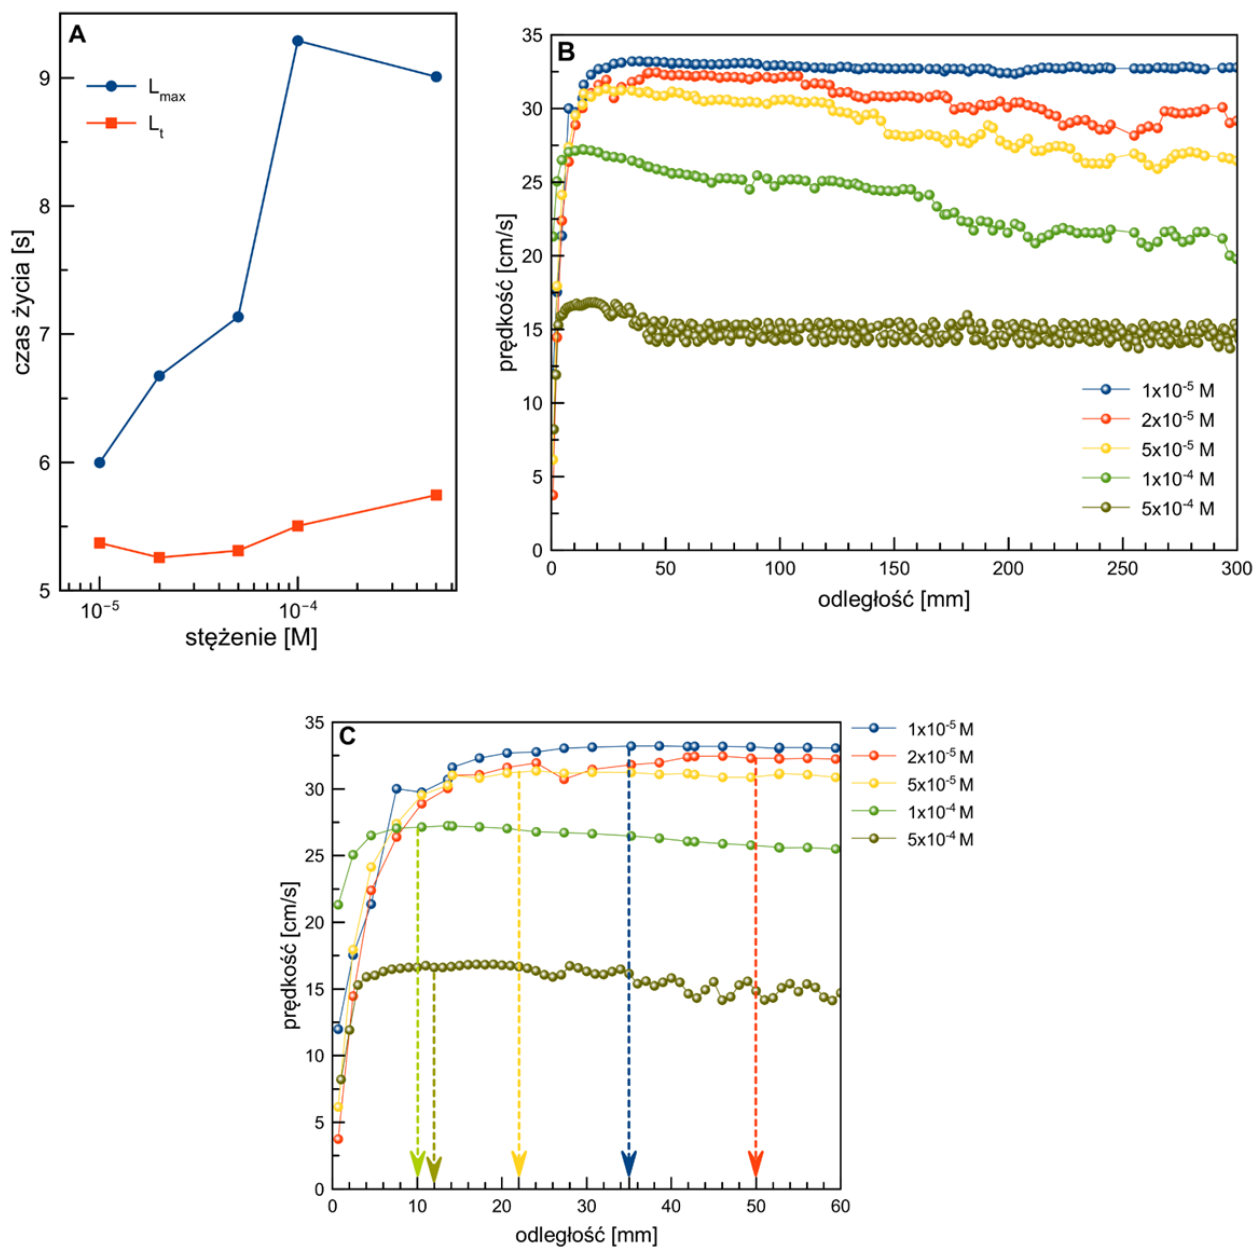 A
L_max
L_t
9
8
7
6
5
czas życia [s]
10⁻⁵
10⁻⁴
stężenie [M]
B
35
30
25
20
15
10
5
0
prędkość [cm/s]
1x10⁻⁵ M
2x10⁻⁵ M
5x10⁻⁵ M
1x10⁻⁴ M
5x10⁻⁴ M
0 50 100 150 200 250 300
odległość [mm]
C
35
30
25
20
15
10
5
0
prędkość [cm/s]
1x10⁻⁵ M
2x10⁻⁵ M
5x10⁻⁵ M
1x10⁻⁴ M
5x10⁻⁴ M
0 10 20 30 40 50 60
odległość [mm]